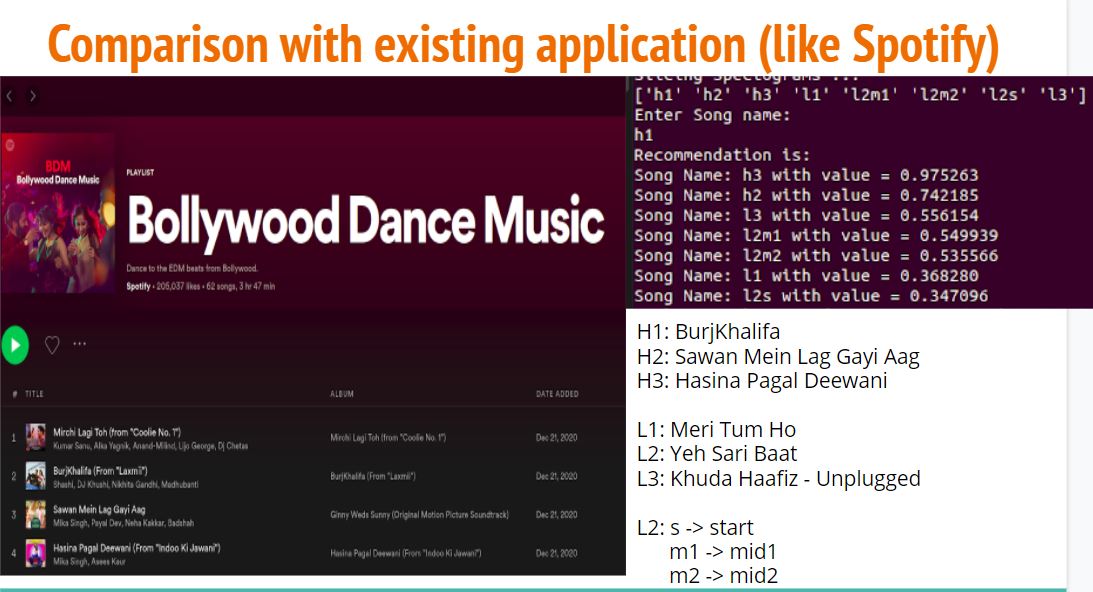 Comparison with existing application (like Spotify)
BDM
Bollywood Dance Music
PLAYLIST
Bollywood Dance Music
Dance to the EDM beats from Bollywood.
Spotify • 205,037 likes • 62 songs, 3 hr 47 min
# TITLE ALBUM DATE ADDED
1 Mirchi Lagi Toh (from "Coolie No. 1") Mirchi Lagi Toh (from "Coolie No. 1") Dec 21, 2020
Kumar Sanu, Alka Yagnik, Anand-Milind, Lijo George, Dj Chetas
2 BurjKhalifa (From "Laxmii") BurjKhalifa (From "Laxmii") Dec 21, 2020
Shashi, DJ Khushi, Nikhita Gandhi, Madhubanti
3 Sawan Mein Lag Gayi Aag Ginny Weds Sunny (Original Motion Picture Soundtrack) Dec 21, 2020
Mika Singh, Payal Dev, Neha Kakkar, Badshah
4 Hasina Pagal Deewani (From "Indoo Ki Jawani") Hasina Pagal Deewani (From "Indoo Ki Jawani") Dec 21, 2020
Mika Singh, Asees Kaur
['h1' 'h2' 'h3' 'l1' 'l2m1' 'l2m2' 'l2s' 'l3']
Enter Song name:
h1
Recommendation is:
Song Name: h3 with value = 0.975263
Song Name: h2 with value = 0.742185
Song Name: l3 with value = 0.556154
Song Name: l2m1 with value = 0.549939
Song Name: l2m2 with value = 0.535566
Song Name: l1 with value = 0.368280
Song Name: l2s with value = 0.347096
H1: BurjKhalifa
H2: Sawan Mein Lag Gayi Aag
H3: Hasina Pagal Deewani
L1: Meri Tum Ho
L2: Yeh Sari Baat
L3: Khuda Haafiz - Unplugged
L2: s -> start
m1 -> mid1
m2 -> mid2